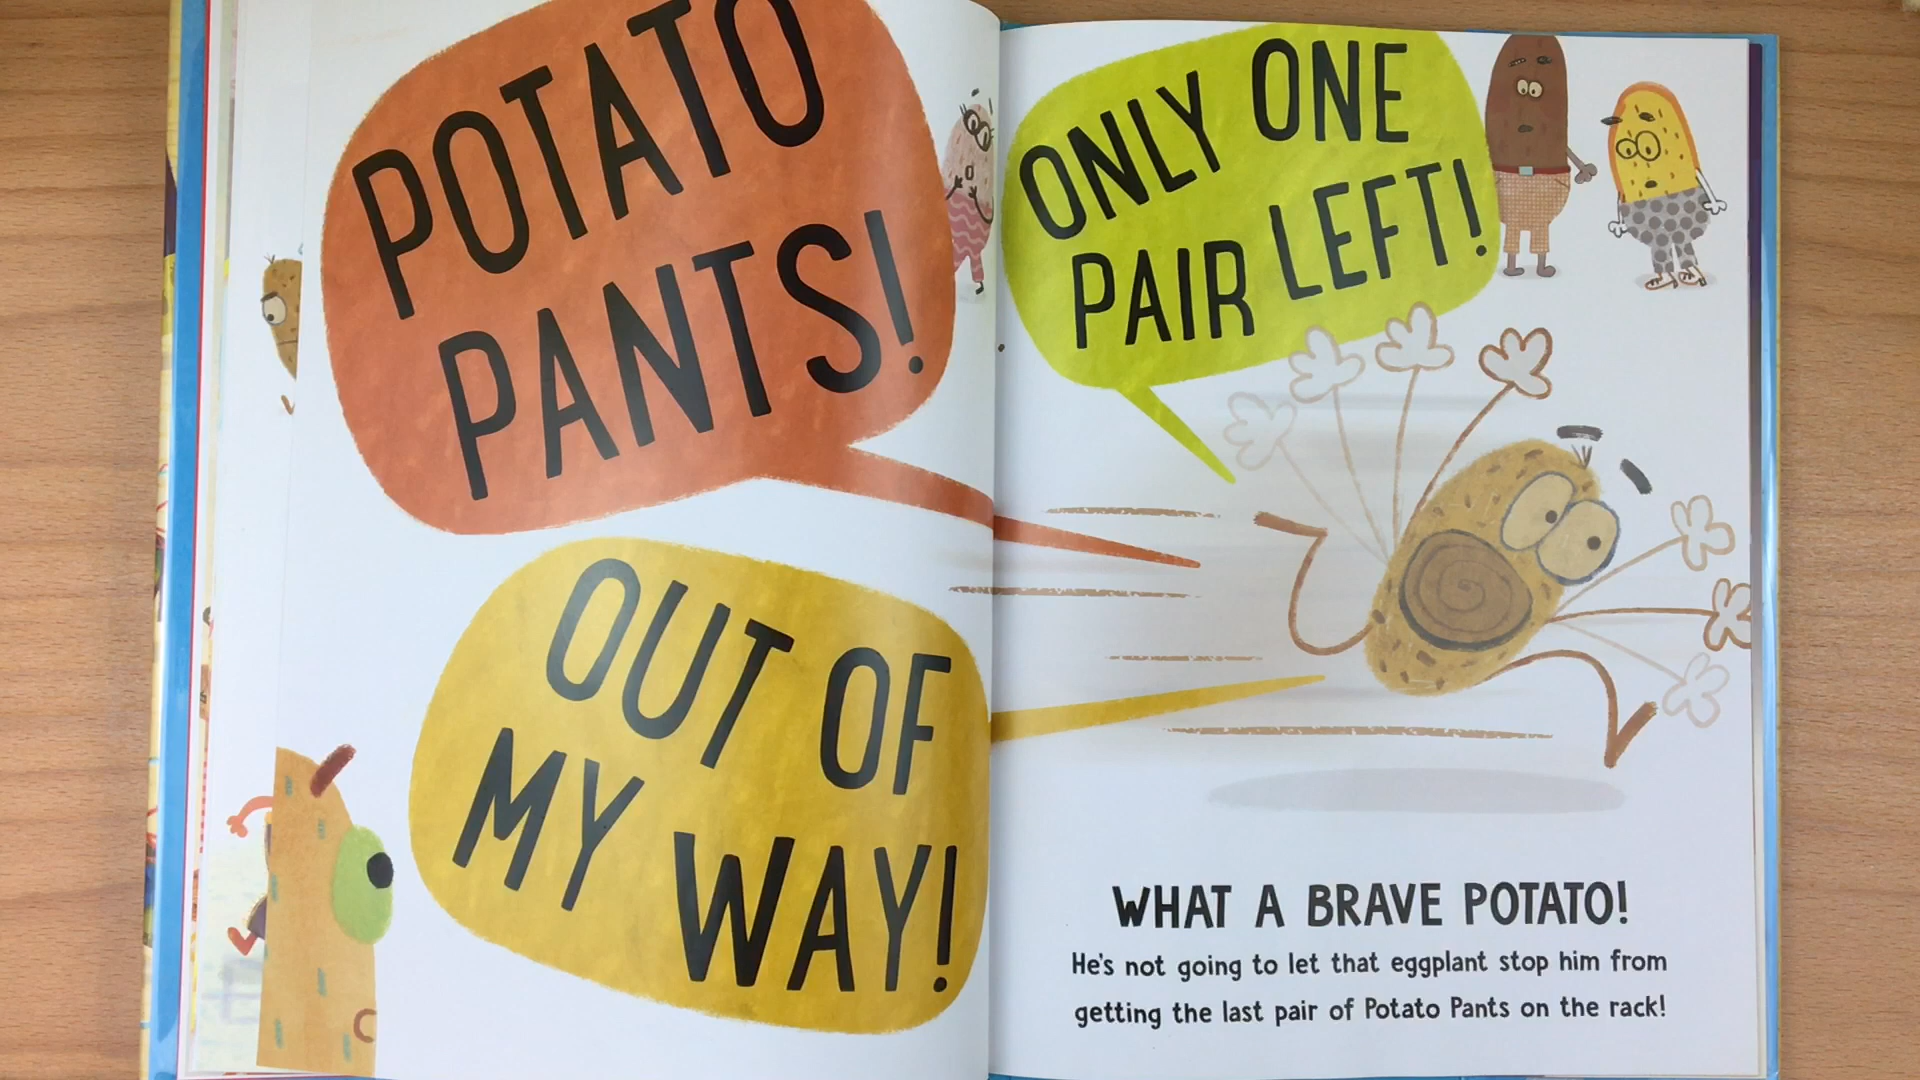 POTATO
PANTS!
OUT OF
MY WAY!
ONLY ONE
PAIR LEFT!
WHAT A BRAVE POTATO!
He's not going to let that eggplant stop him from
getting the last pair of Potato Pants on the rack!